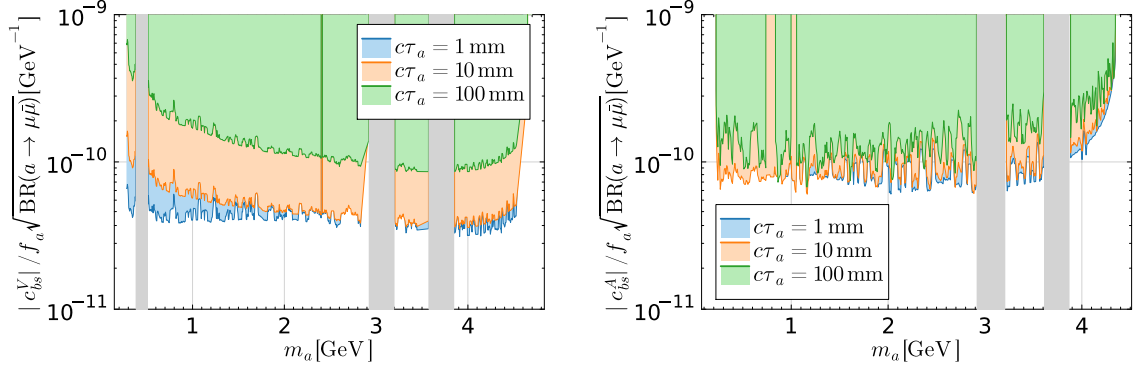 10⁻⁹
10⁻¹⁰
10⁻¹¹
|c_{bs}^V|/f_a√BR(a → μμ̄)[GeV⁻¹]
cτ_a = 1 mm
cτ_a = 10 mm
cτ_a = 100 mm
1 2 3 4
m_a[GeV]
10⁻⁹
10⁻¹⁰
10⁻¹¹
|c_{bs}^A|/f_a√BR(a → μμ̄)[GeV⁻¹]
cτ_a = 1 mm
cτ_a = 10 mm
cτ_a = 100 mm
1 2 3 4
m_a[GeV]